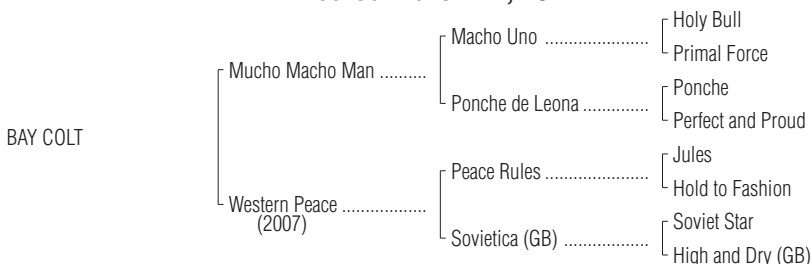 Holy Bull
Macho Uno ......................
Primal Force
Mucho Macho Man ..........
Ponche
Ponche de Leona ..............
Perfect and Proud
BAY COLT
Jules
Peace Rules ......................
Hold to Fashion
Western Peace ..................
(2007)
Soviet Star
Sovietica (GB) ..................
High and Dry (GB)